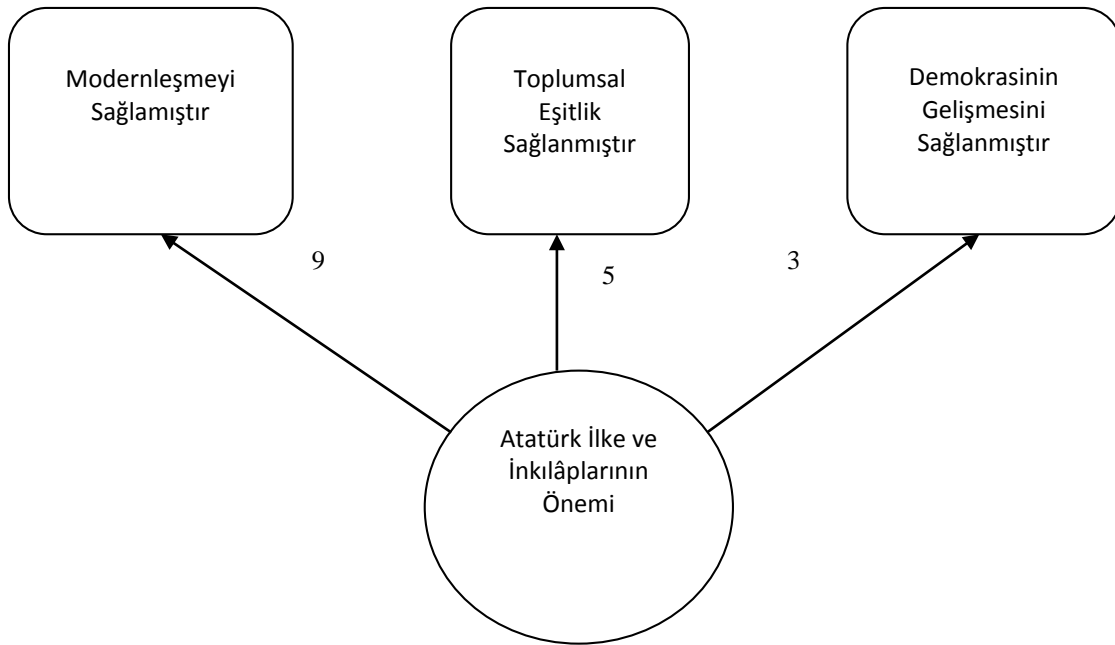 Modernleşmeyi
Sağlamıştır
Toplumsal
Eşitlik
Sağlanmıştır
Demokrasinin
Gelişmesini
Sağlanmıştır
9
5
3
Atatürk İlke ve
İnkılâplarının
Önemi